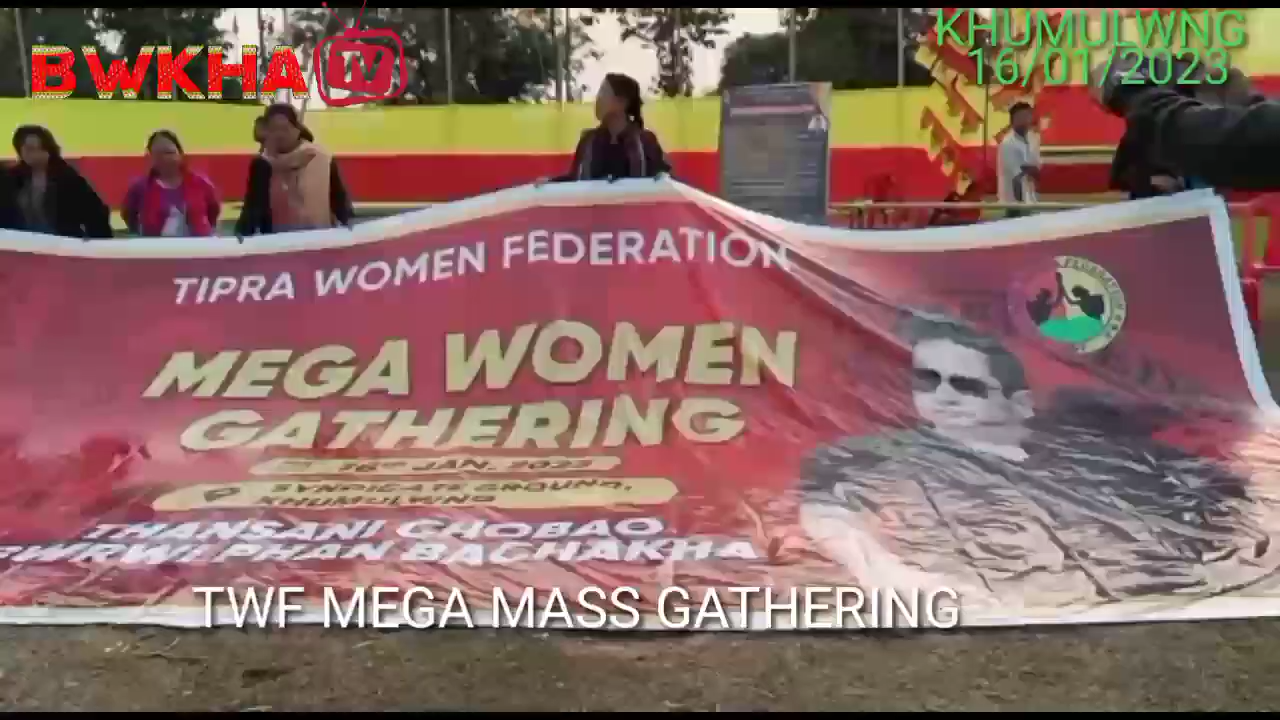 BWKHA TV
KHUMULWNG
16/01/2023
TIPRA WOMEN FEDERATION
MEGA WOMEN
GATHERING
16TH JAN, 2023
SYNDICATE GROUND,
KHUMULWNG
THANSANI CHOBAO
BWRWI PHAN BACHAKHA
TWF MEGA MASS GATHERING